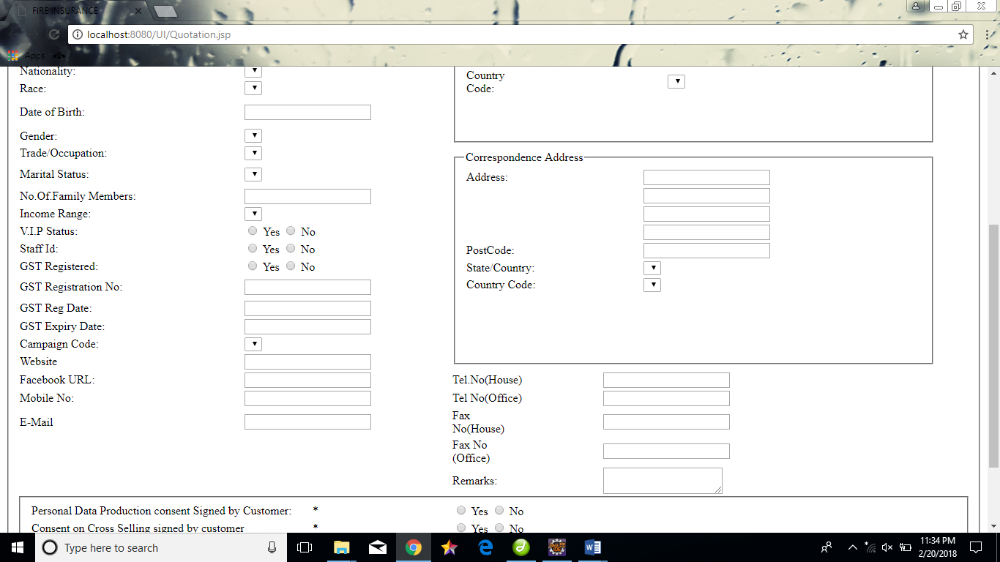 FIRE INSURANCE
localhost:8080/UI/Quotation.jsp
Apps
Nationality:
Race:
Date of Birth:
Gender:
Trade/Occupation:
Marital Status:
No.Of.Family Members:
Income Range:
V.I.P Status: Yes No
Staff Id: Yes No
GST Registered: Yes No
GST Registration No:
GST Reg Date:
GST Expiry Date:
Campaign Code:
Website
Facebook URL:
Mobile No:
E-Mail
Country
Code:
Correspondence Address
Address:
PostCode:
State/Country:
Country Code:
Tel.No(House)
Tel No(Office)
Fax
No(House)
Fax No
(Office)
Remarks:
Personal Data Production consent Signed by Customer: * Yes No
Consent on Cross Selling signed by customer * Yes No
Type here to search
11:34 PM
2/20/2018